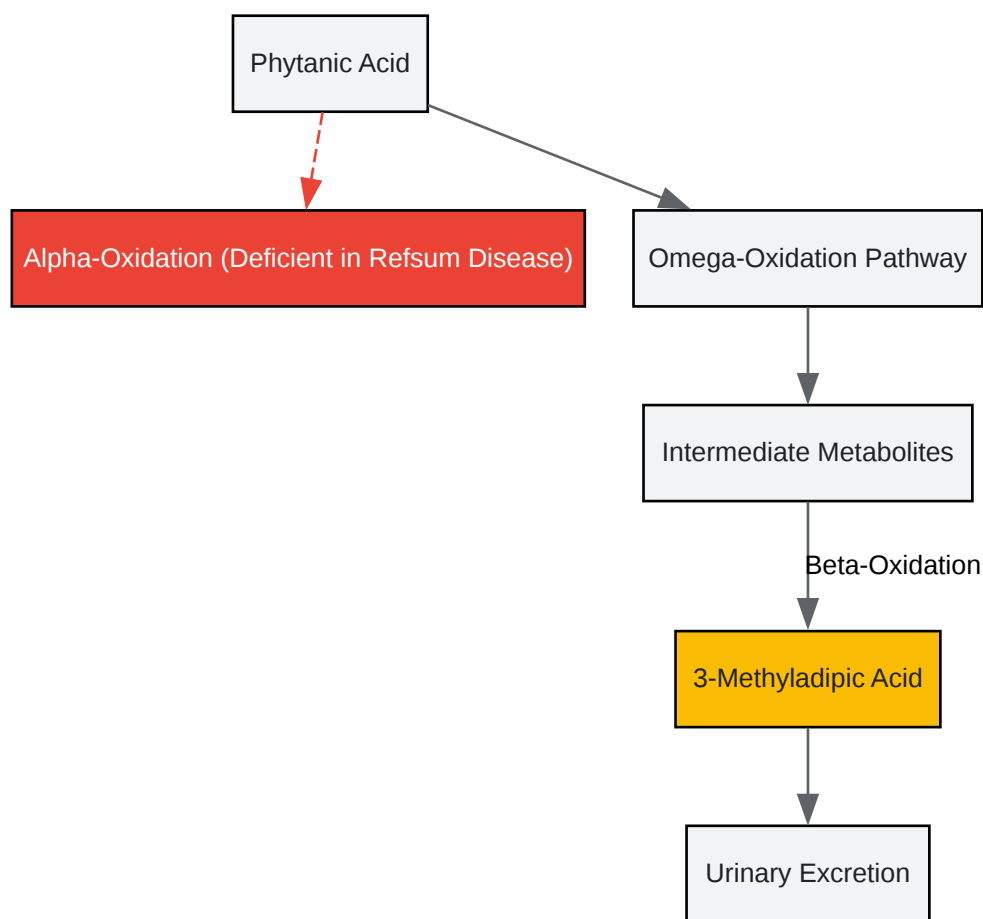 Phytanic Acid
Alpha-Oxidation (Deficient in Refsum Disease)
Omega-Oxidation Pathway
Intermediate Metabolites
Beta-Oxidation
3-Methyladipic Acid
Urinary Excretion